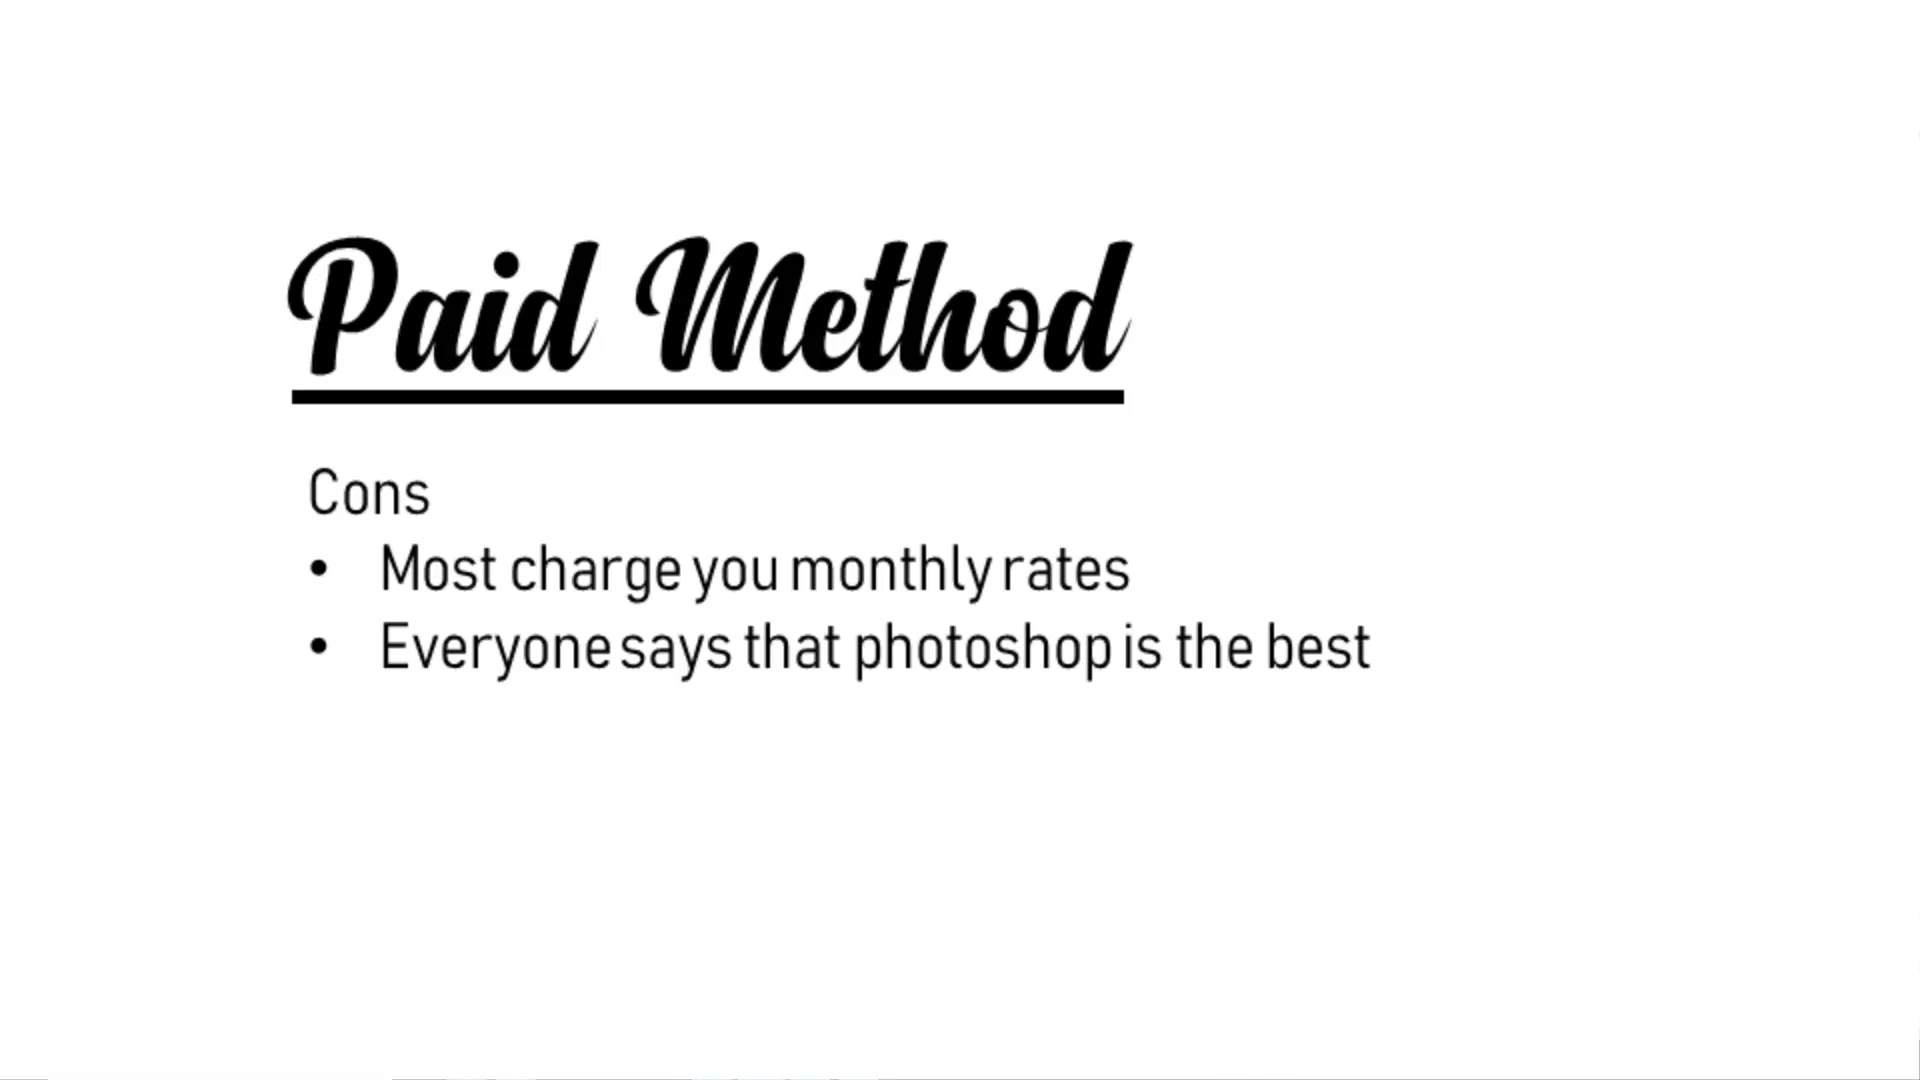 Paid Method
Cons
• Most charge you monthly rates
• Everyone says that photoshop is the best